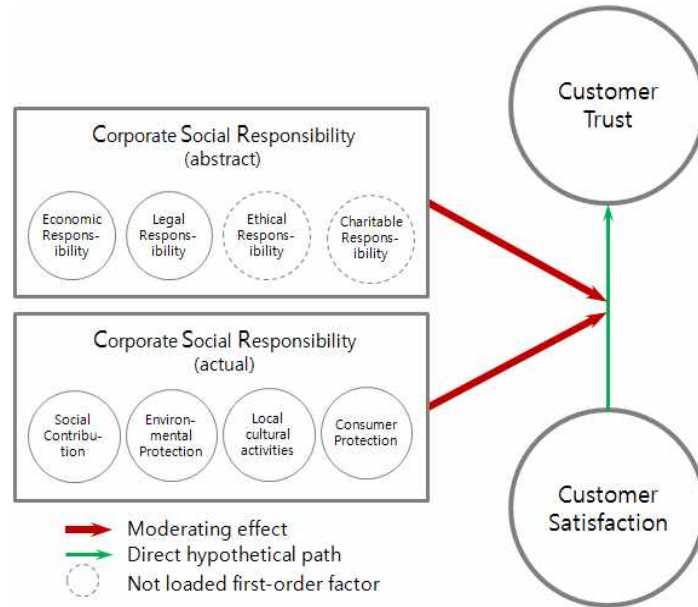 Customer
Trust
Corporate Social Responsibility
(abstract)
Economic
Respons-
ibility
Legal
Respons-
ibility
Ethical
Respons-
ibility
Charitable
Respons-
ibility
Corporate Social Responsibility
(actual)
Social
Contribu-
tion
Environ-
mental
Protection
Local
cultural
activities
Consumer
Protection
Customer
Satisfaction
Moderating effect
Direct hypothetical path
Not loaded first-order factor